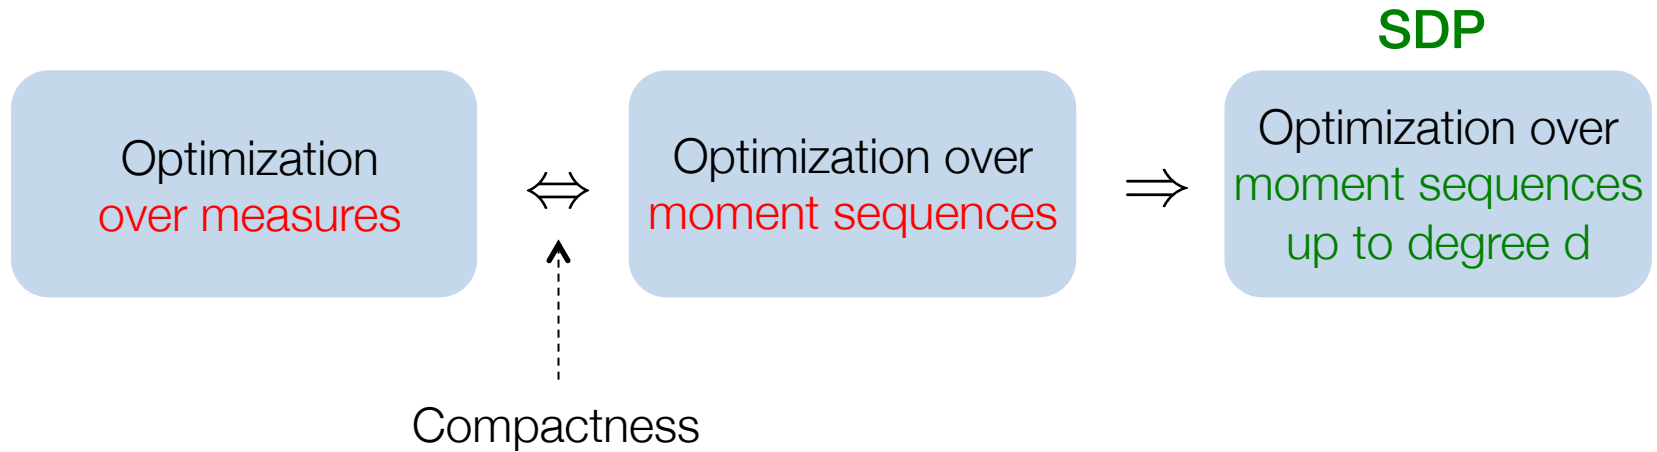 SDP
Optimization
over measures
⇔
Optimization over
moment sequences
⇒
Optimization over
moment sequences
up to degree d
Compactness